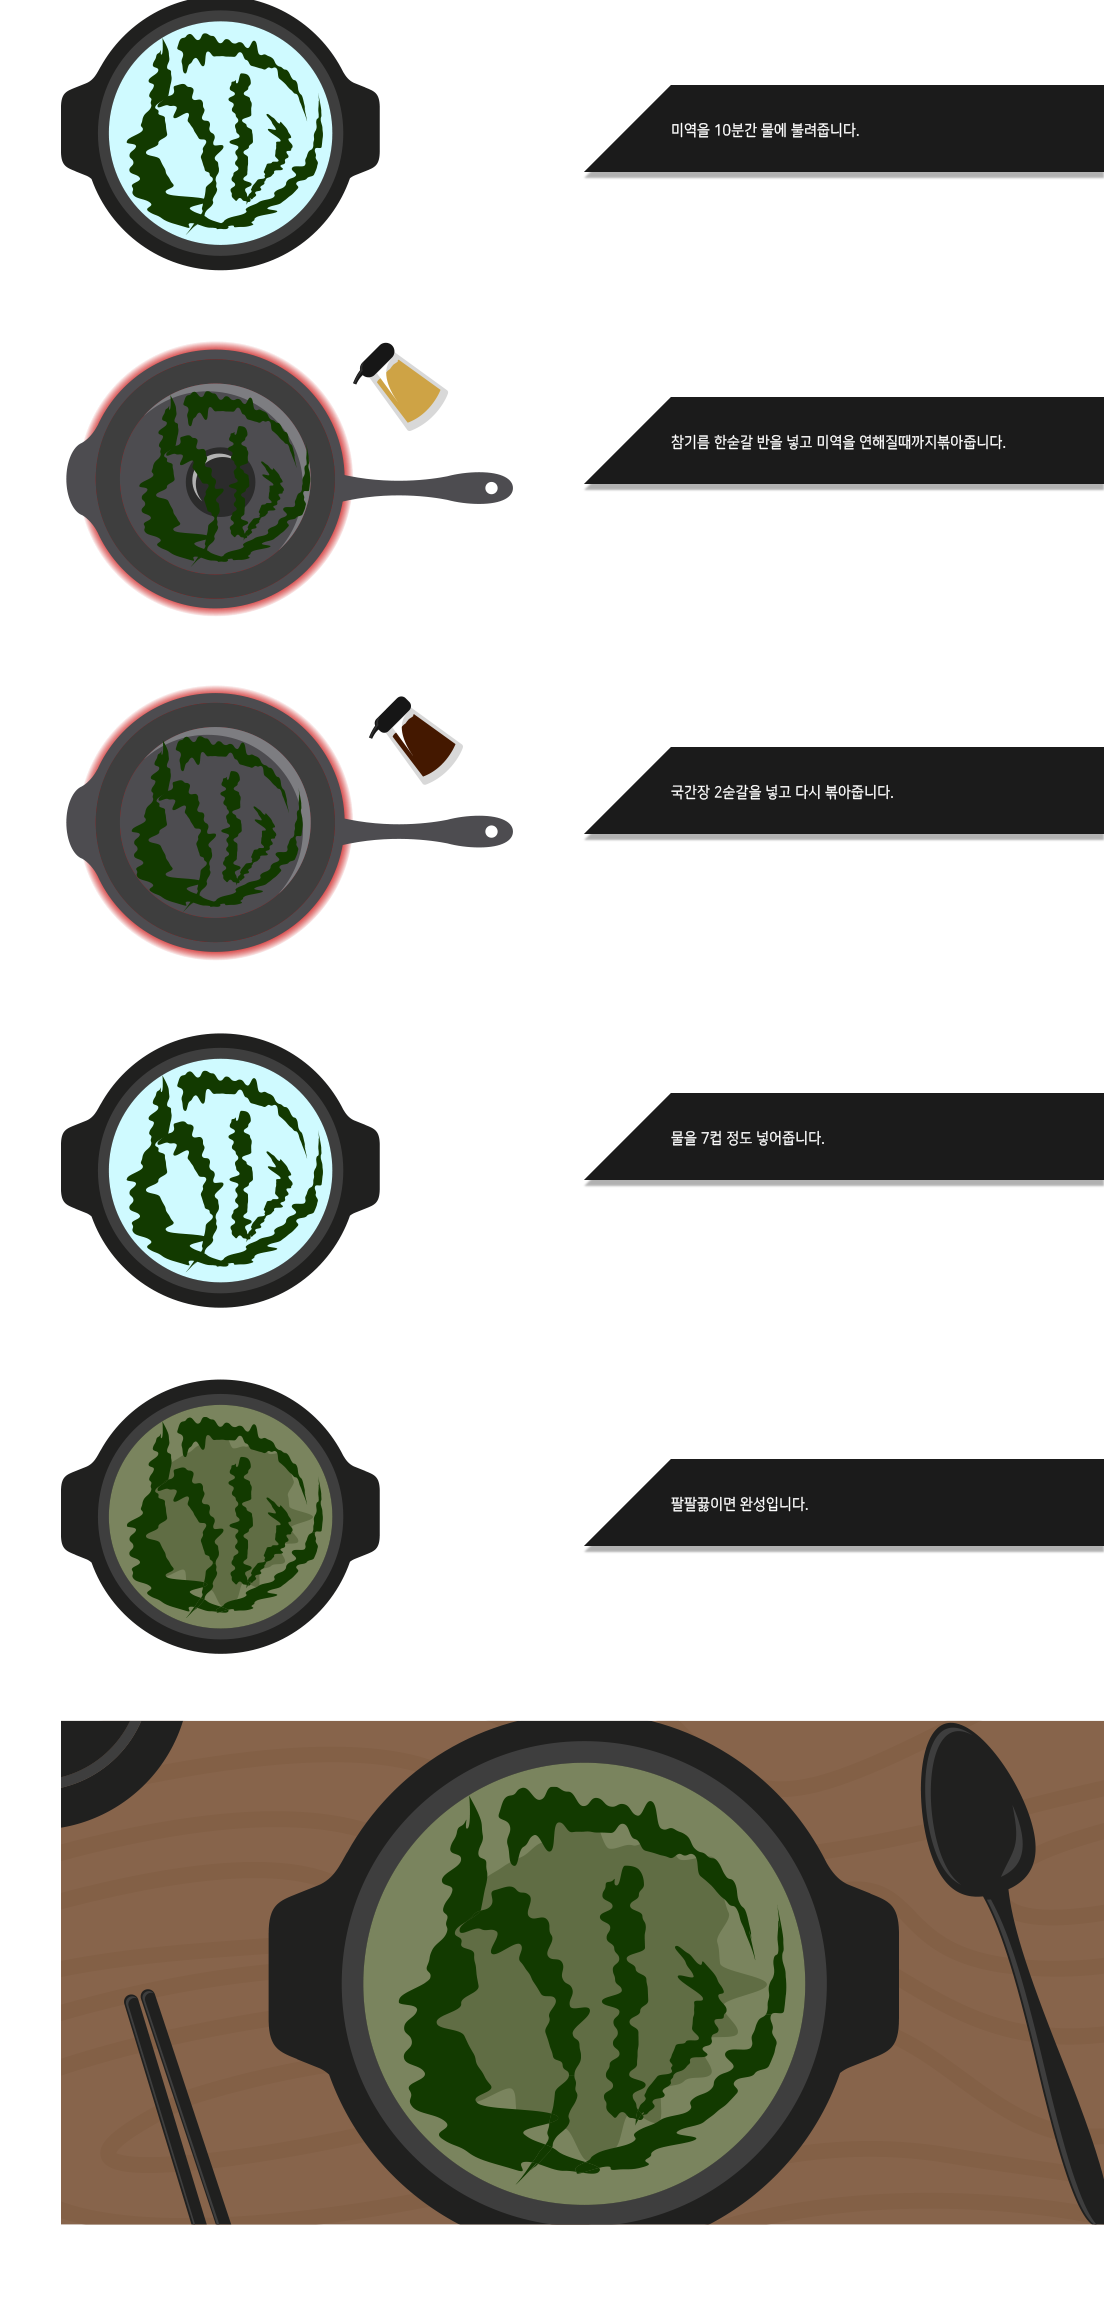 미역을 10분간 물에 불려줍니다.
참기름 한숟갈 반을 넣고 미역을 연해질때까지볶아줍니다.
국간장 2숟갈을 넣고 다시 볶아줍니다.
물을 7컵 정도 넣어줍니다.
팔팔끓이면 완성입니다.